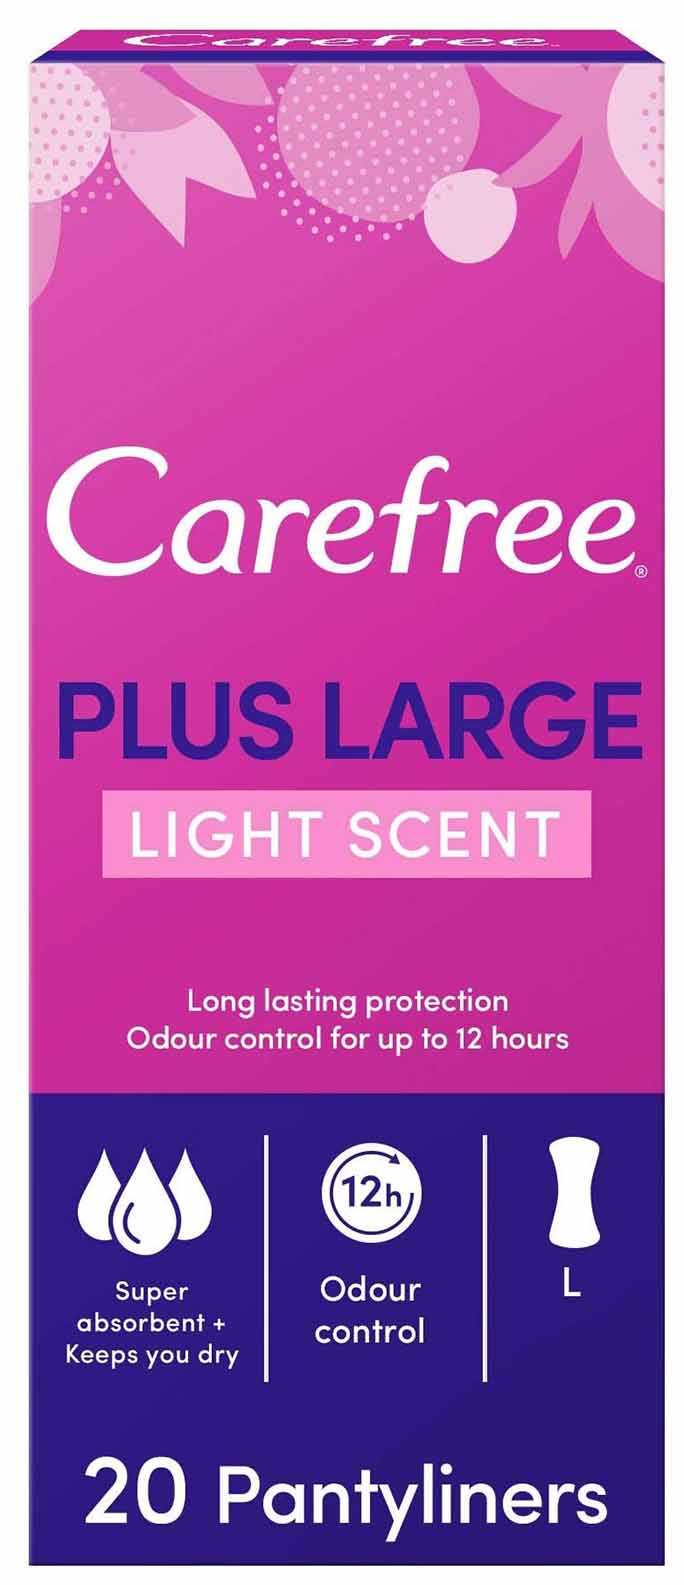 Carefree
Carefree®
PLUS LARGE
LIGHT SCENT
Long lasting protection
Odour control for up to 12 hours
12h
Super
absorbent +
Keeps you dry
Odour
control
L
20 Pantyliners